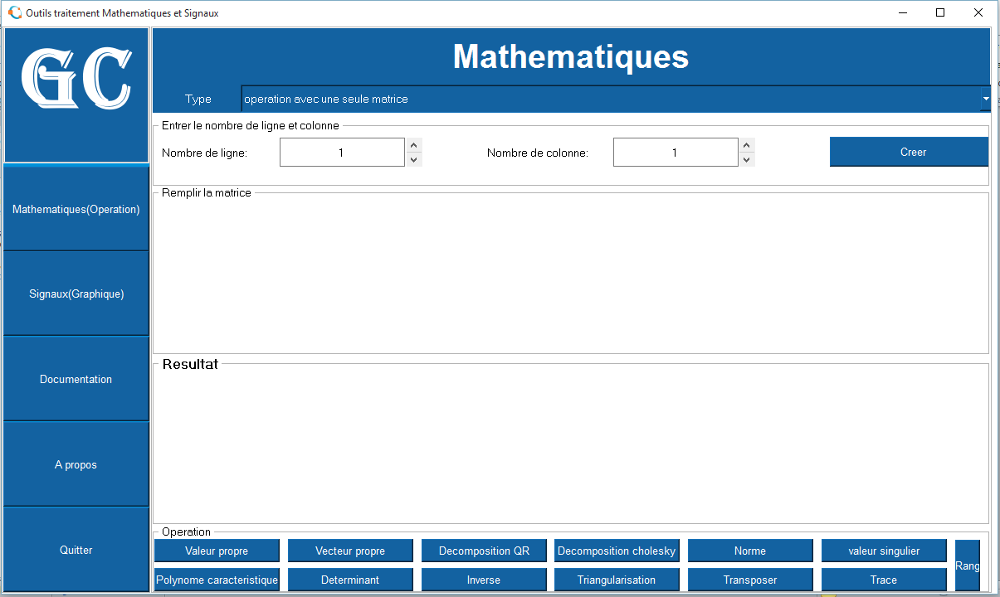 Outils traitement Mathematiques et Signaux
GC
Mathematiques
Type
operation avec une seule matrice
Entrer le nombre de ligne et colonne
Nombre de ligne:
1
Nombre de colonne:
1
Creer
Mathematiques(Operation)
Signaux(Graphique)
Documentation
A propos
Quitter
Remplir la matrice
Resultat
Operation
Valeur propre
Vecteur propre
Decomposition QR
Decomposition cholesky
Norme
valeur singulier
Rang
Polynome caracteristique
Determinant
Inverse
Triangularisation
Transposer
Trace